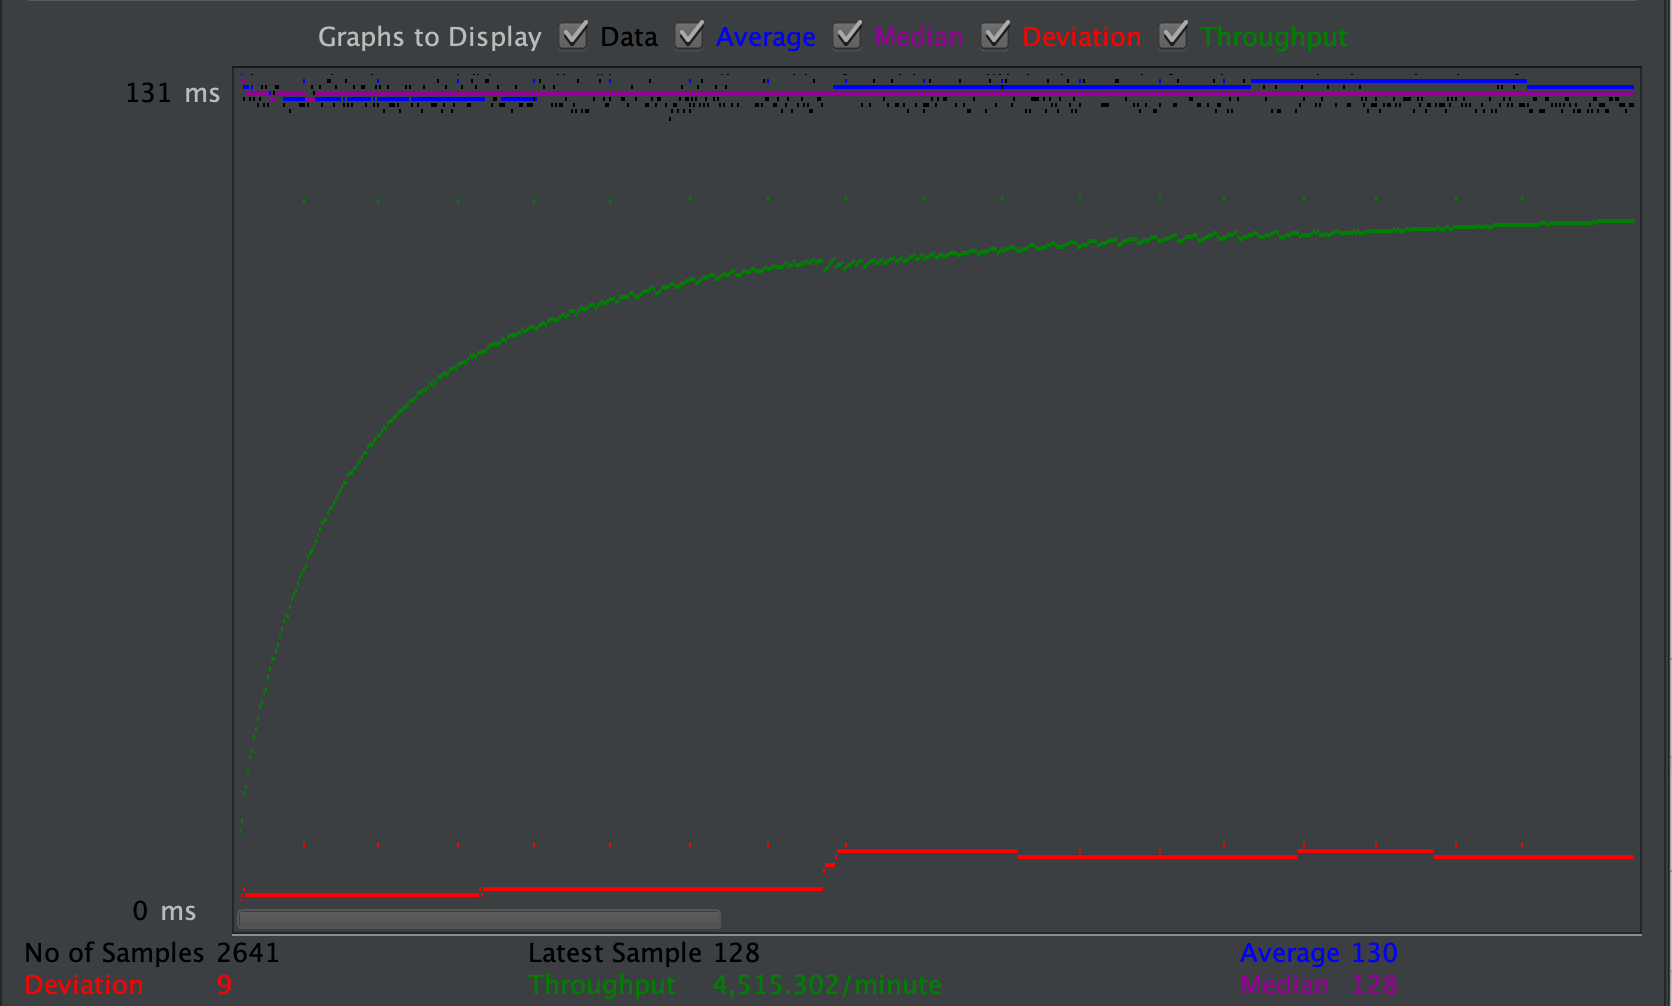 Graphs to Display Data Average Median Deviation Throughput
131 ms
0 ms
No of Samples 2641 Latest Sample 128 Average 130
Deviation 9 Throughput 4,515.302/minute Median 128